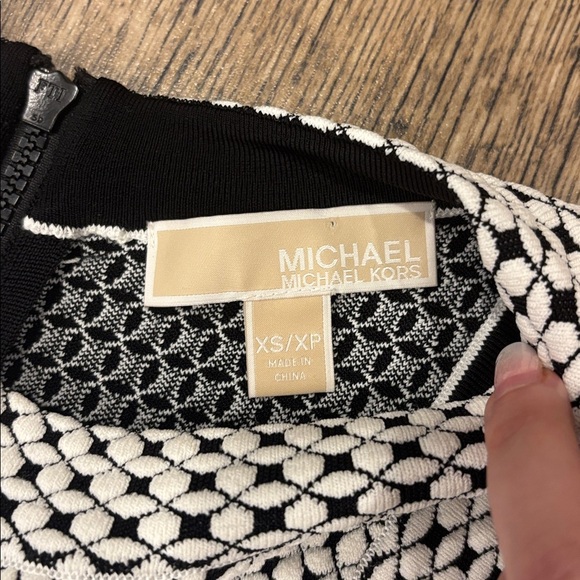 MICHAEL
MICHAEL KORS
XS/XP
MADE IN
CHINA